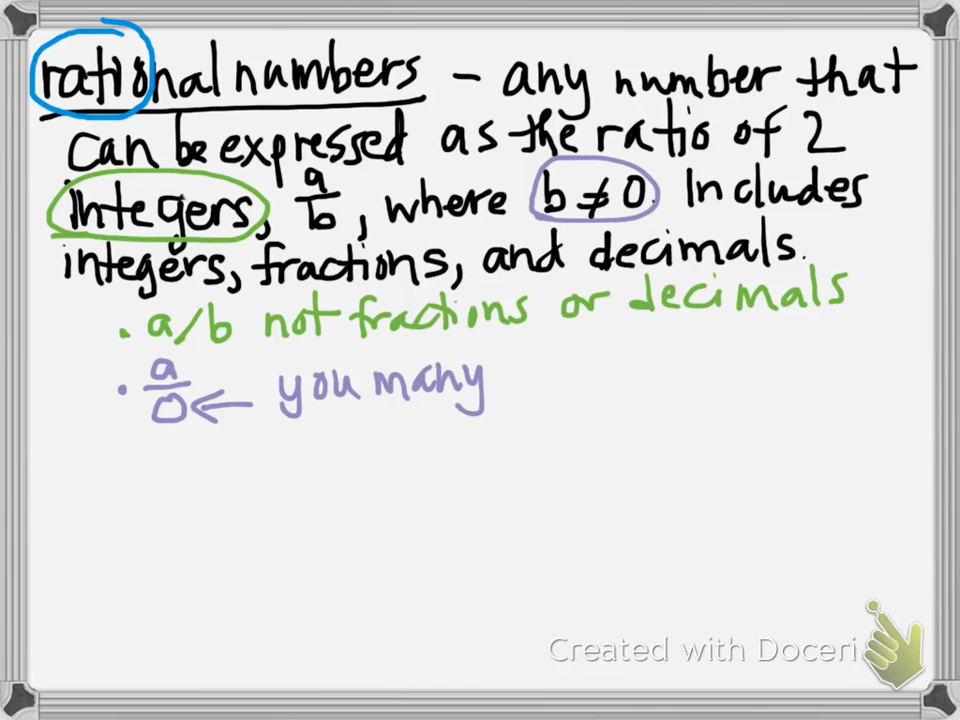 rational numbers - any number that
can be expressed as the ratio of 2
integers, a/b, where b ≠ 0. Includes
integers, fractions, and decimals.
• a/b not fractions or decimals
• a/0 ← you many
Created with Doceri